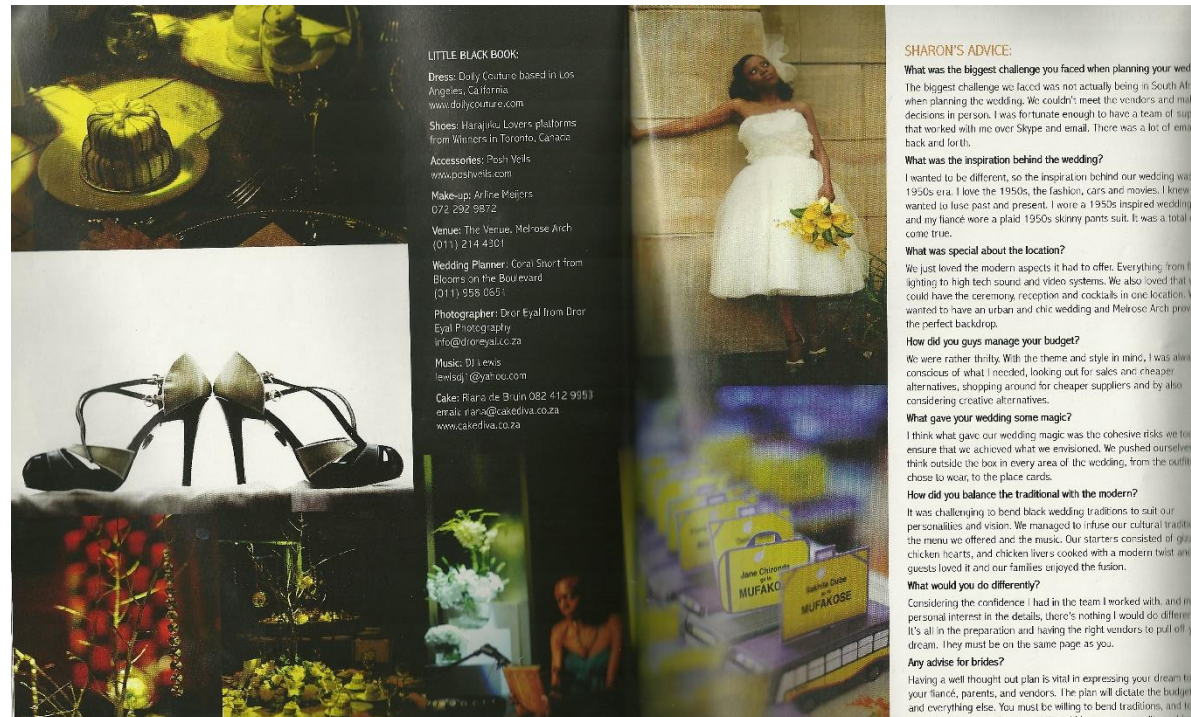 LITTLE BLACK BOOK:
Dress: Dolly Couture based in Los
Angeles, California
www.dollycouture.com
Shoes: Harajuku Lovers platforms
from Winners in Toronto, Canada
Accessories: Posh Veils
www.poshveils.com
Make-up: Arline Meijers
072 292 9872
Venue: The Venue, Melrose Arch
(011) 214 4301
Wedding Planner: Coral Short from
Blooms on the Boulevard
(011) 958 0651
Photographer: Dror Eyal from Dror
Eyal Photography
info@droreyal.co.za
Music: DJ Lewis
lewisdj1@yahoo.com
Cake: Riana de Bruin 082 412 9953
email: riana@cakediva.co.za
www.cakediva.co.za
Jane Chironda
go to
MUFAKO
Sakhile Dube
go to
MUFAKOSE
SHARON'S ADVICE:
What was the biggest challenge you faced when planning your wed
The biggest challenge we faced was not actually being in South Afr
when planning the wedding. We couldn't meet the vendors and mak
decisions in person. I was fortunate enough to have a team of sup
that worked with me over Skype and email. There was a lot of ema
back and forth.
What was the inspiration behind the wedding?
I wanted to be different, so the inspiration behind our wedding was
1950s era. I love the 1950s, the fashion, cars and movies. I knew
wanted to fuse past and present. I wore a 1950s inspired wedding
and my fiancé wore a plaid 1950s skinny pants suit. It was a total
come true.
What was special about the location?
We just loved the modern aspects it had to offer. Everything from
lighting to high tech sound and video systems. We also loved that
could have the ceremony, reception and cocktails in one location.
wanted to have an urban and chic wedding and Melrose Arch prov
the perfect backdrop.
How did you guys manage your budget?
We were rather thrifty. With the theme and style in mind, I was alwa
conscious of what I needed, looking out for sales and cheaper
alternatives, shopping around for cheaper suppliers and by also
considering creative alternatives.
What gave your wedding some magic?
I think what gave our wedding magic was the cohesive risks we too
ensure that we achieved what we envisioned. We pushed ourselve
think outside the box in every area of the wedding, from the outfit
chose to wear, to the place cards.
How did you balance the traditional with the modern?
It was challenging to bend black wedding traditions to suit our
personalities and vision. We managed to infuse our cultural traditi
the menu we offered and the music. Our starters consisted of giz
chicken hearts, and chicken livers cooked with a modern twist and
guests loved it and our families enjoyed the fusion.
What would you do differently?
Considering the confidence I had in the team I worked with, and m
personal interest in the details, there's nothing I would do differen
It's all in the preparation and having the right vendors to pull off y
dream. They must be on the same page as you.
Any advise for brides?
Having a well thought out plan is vital in expressing your dream to
your fiancé, parents, and vendors. The plan will dictate the budget
and everything else. You must be willing to bend traditions, and to